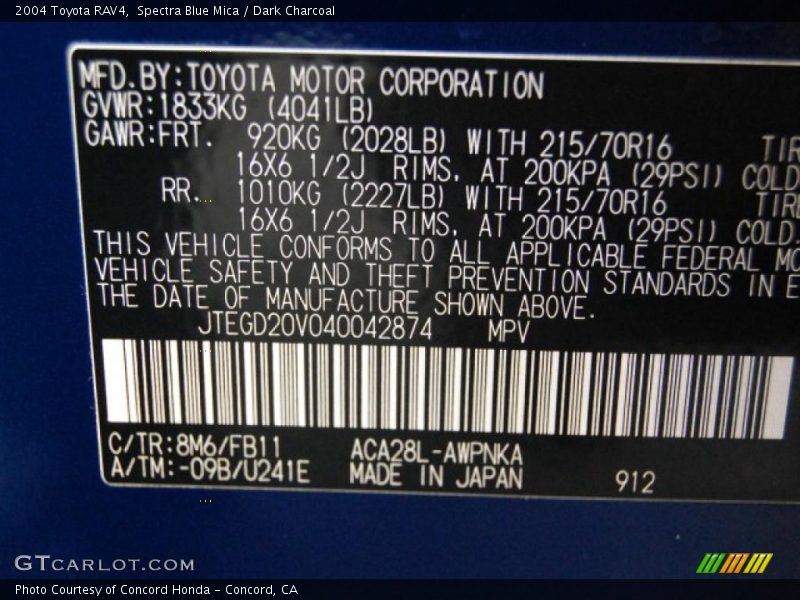 2004 Toyota RAV4, Spectra Blue Mica / Dark Charcoal
MFD.BY:TOYOTA MOTOR CORPORATION
GVWR:1833KG (4041LB)
GAWR:FRT. 920KG (2028LB) WITH 215/70R16 TIR
16X6 1/2J RIMS, AT 200KPA (29PSI) COLD
RR. 1010KG (2227LB) WITH 215/70R16 TIR
16X6 1/2J RIMS, AT 200KPA (29PSI) COLD.
THIS VEHICLE CONFORMS TO ALL APPLICABLE FEDERAL MO
VEHICLE SAFETY AND THEFT PREVENTION STANDARDS IN E
THE DATE OF MANUFACTURE SHOWN ABOVE.
JTEGD20V040042874 MPV
C/TR:8M6/FB11 ACA28L-AWPNKA
A/TM:-09B/U241E MADE IN JAPAN 912
GTCARLOT.COM
Photo Courtesy of Concord Honda - Concord, CA